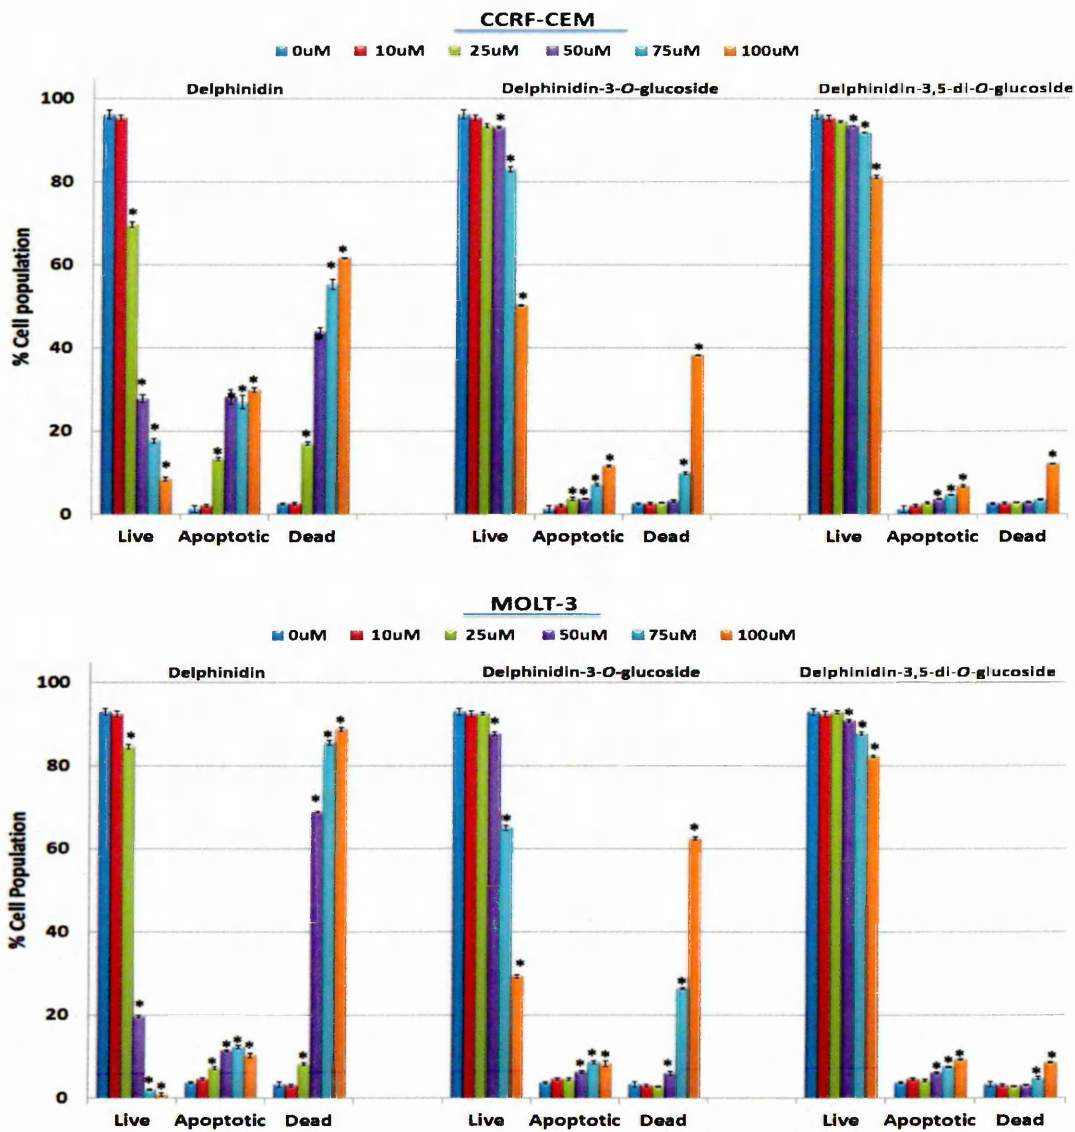 CCRF-CEM
0uM 10uM 25uM 50uM 75uM 100uM
Delphinidin Delphinidin-3-O-glucoside Delphinidin-3,5-di-O-glucoside
% Cell population
100
80
60
40
20
0
* * * * * * * * * * * *
* * * * * * * * * *
* * * * * * *
Live Apoptotic Dead Live Apoptotic Dead Live Apoptotic Dead
MOLT-3
0uM 10uM 25uM 50uM 75uM 100uM
Delphinidin Delphinidin-3-O-glucoside Delphinidin-3,5-di-O-glucoside
% Cell Population
100
80
60
40
20
0
* * * * * * * * * * * *
* * * * * * * * *
* * * * * * * *
Live Apoptotic Dead Live Apoptotic Dead Live Apoptotic Dead